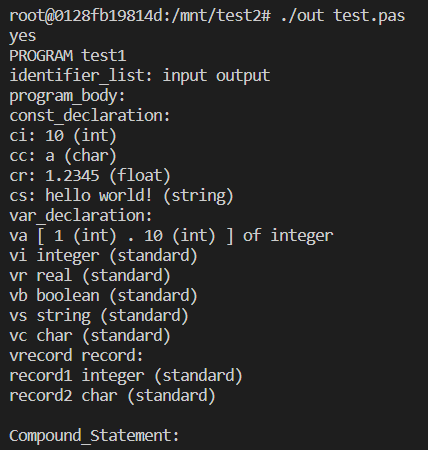 root@0128fb19814d:/mnt/test2# ./out test.pas
yes
PROGRAM test1
identifier_list: input output
program_body:
const_declaration:
ci: 10 (int)
cc: a (char)
cr: 1.2345 (float)
cs: hello world! (string)
var_declaration:
va [ 1 (int) . 10 (int) ] of integer
vi integer (standard)
vr real (standard)
vb boolean (standard)
vs string (standard)
vc char (standard)
vrecord record:
record1 integer (standard)
record2 char (standard)
Compound_Statement: